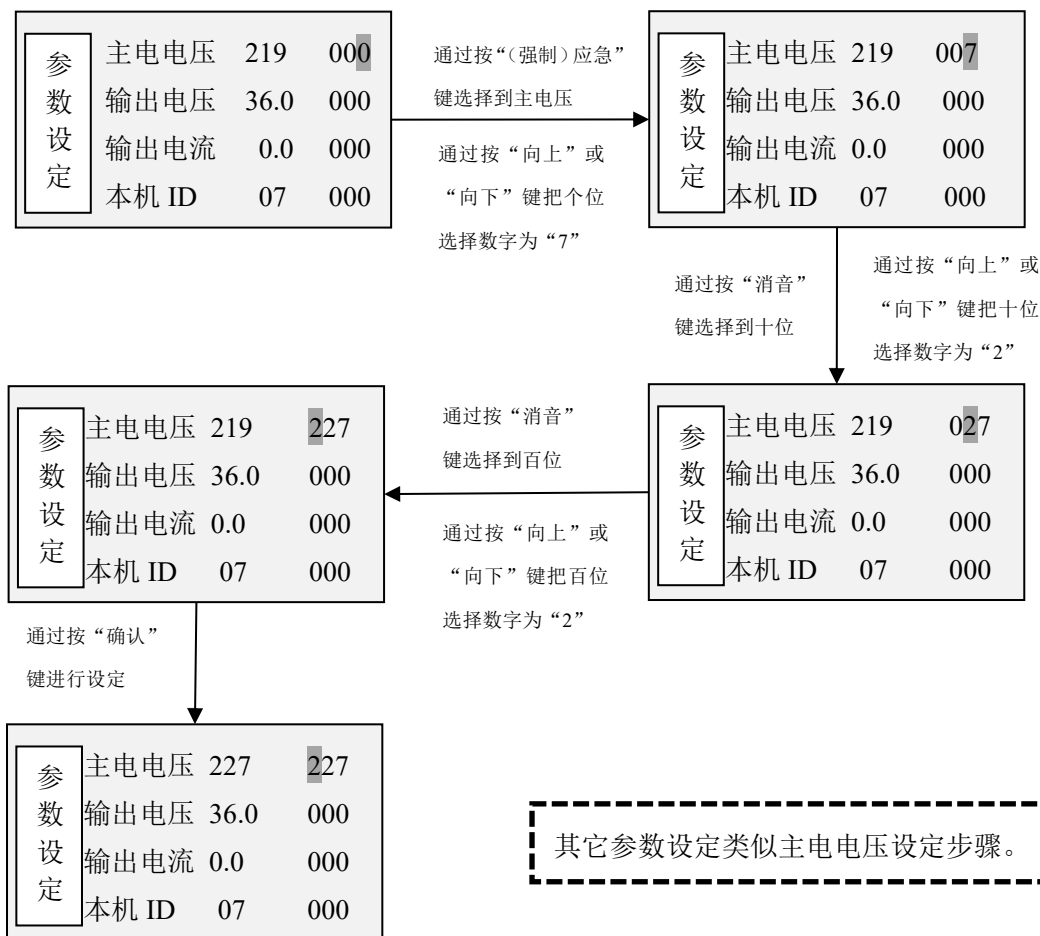 参
数
设
定
主电电压 219 000
输出电压 36.0 000
输出电流 0.0 000
本机 ID 07 000
通过按“（强制）应急”
键选择到主电压
通过按“向上”或
“向下”键把个位
选择数字为“7”
参
数
设
定
主电电压 219 007
输出电压 36.0 000
输出电流 0.0 000
本机 ID 07 000
通过按“消音”
键选择到十位
通过按“向上”或
“向下”键把十位
选择数字为“2”
参
数
设
定
主电电压 219 027
输出电压 36.0 000
输出电流 0.0 000
本机 ID 07 000
通过按“消音”
键选择到百位
通过按“向上”或
“向下”键把百位
选择数字为“2”
参
数
设
定
主电电压 219 227
输出电压 36.0 000
输出电流 0.0 000
本机 ID 07 000
通过按“确认”
键进行设定
参
数
设
定
主电电压 227 227
输出电压 36.0 000
输出电流 0.0 000
本机 ID 07 000
其它参数设定类似主电电压设定步骤。